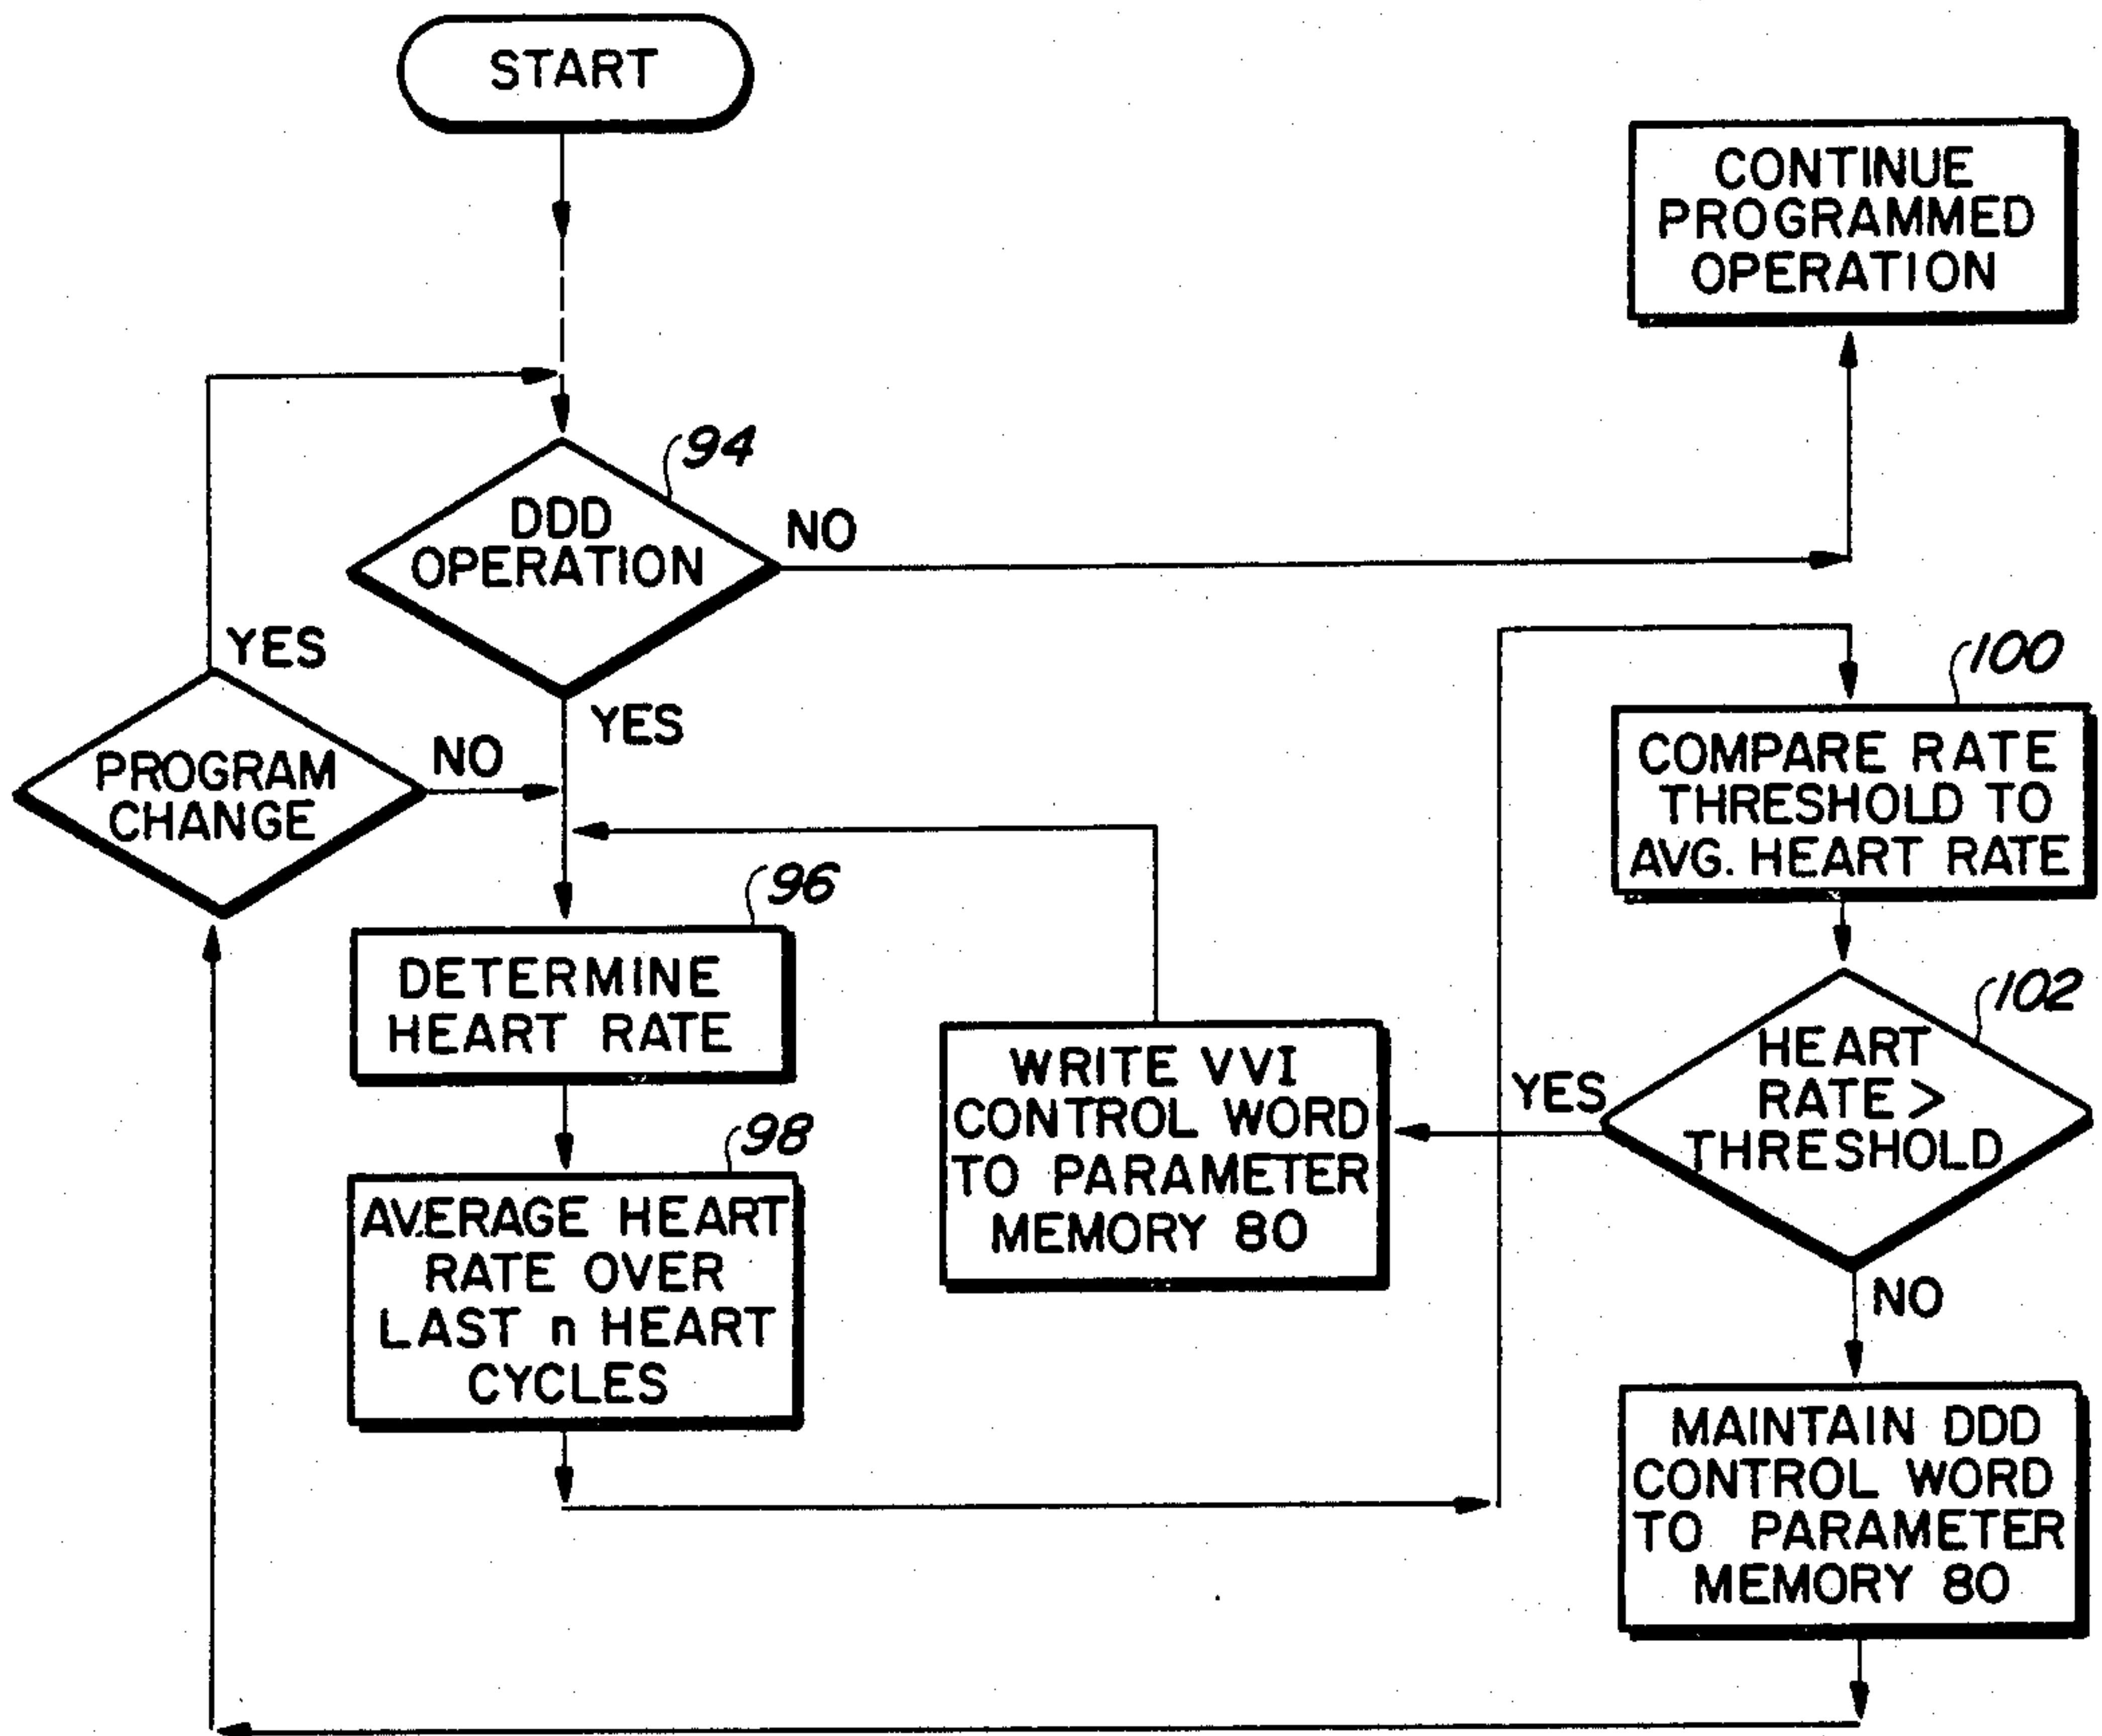 START
CONTINUE
PROGRAMMED
OPERATION
94
DDD
OPERATION
NO
YES
YES
PROGRAM
CHANGE
NO
100
COMPARE RATE
THRESHOLD TO
AVG. HEART RATE
96
DETERMINE
HEART RATE
102
HEART
RATE >
THRESHOLD
YES
NO
WRITE VVI
CONTROL WORD
TO PARAMETER
MEMORY 80
98
AVERAGE HEART
RATE OVER
LAST n HEART
CYCLES
MAINTAIN DDD
CONTROL WORD
TO PARAMETER
MEMORY 80